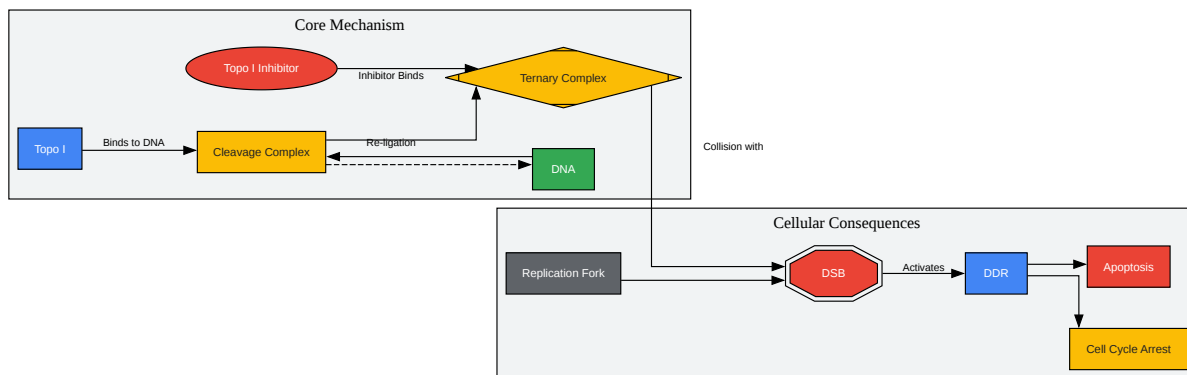 Core Mechanism
Topo I Inhibitor
Inhibitor Binds
Ternary Complex
Topo I
Binds to DNA
Cleavage Complex
Re-ligation
DNA
Collision with
Cellular Consequences
Replication Fork
DSB
Activates
DDR
Apoptosis
Cell Cycle Arrest